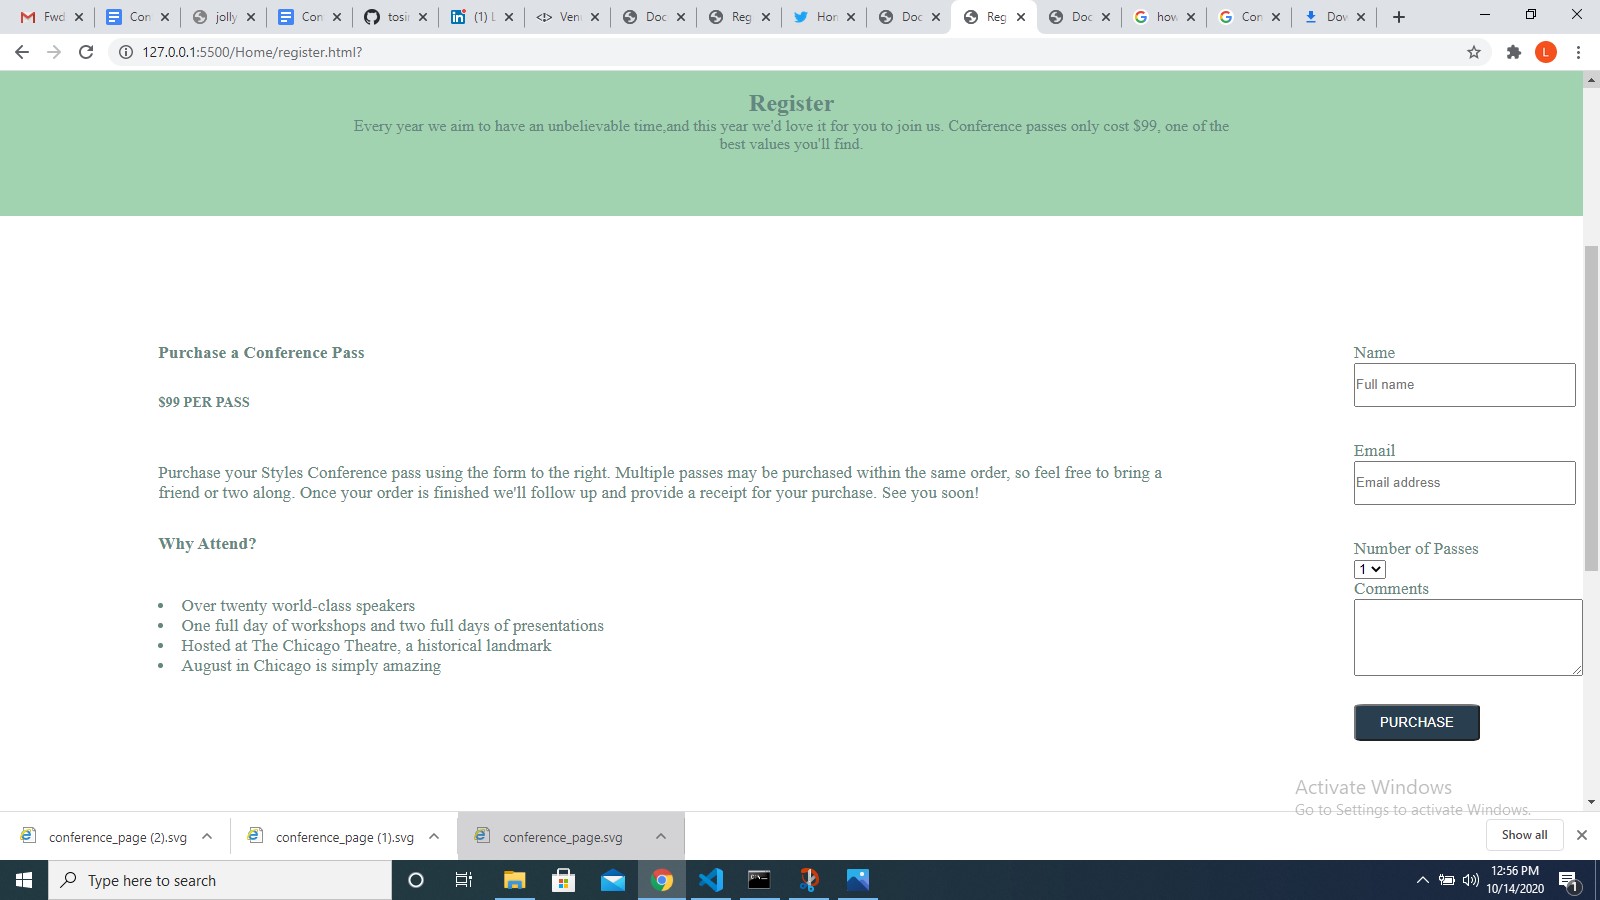 Fwd
Con
jolly
Con
tosin
(1) L
Ven
Doc
Reg
Hom
Doc
Reg
Doc
how
Con
Dow
127.0.0.1:5500/Home/register.html?
L
Register
Every year we aim to have an unbelievable time,and this year we'd love it for you to join us. Conference passes only cost $99, one of the
best values you'll find.
Purchase a Conference Pass
$99 PER PASS
Purchase your Styles Conference pass using the form to the right. Multiple passes may be purchased within the same order, so feel free to bring a
friend or two along. Once your order is finished we'll follow up and provide a receipt for your purchase. See you soon!
Why Attend?
• Over twenty world-class speakers
• One full day of workshops and two full days of presentations
• Hosted at The Chicago Theatre, a historical landmark
• August in Chicago is simply amazing
Name
Full name
Email
Email address
Number of Passes
1
Comments
PURCHASE
Activate Windows
Go to Settings to activate Windows.
conference_page (2).svg
conference_page (1).svg
conference_page.svg
Show all
Type here to search
12:56 PM
10/14/2020
1